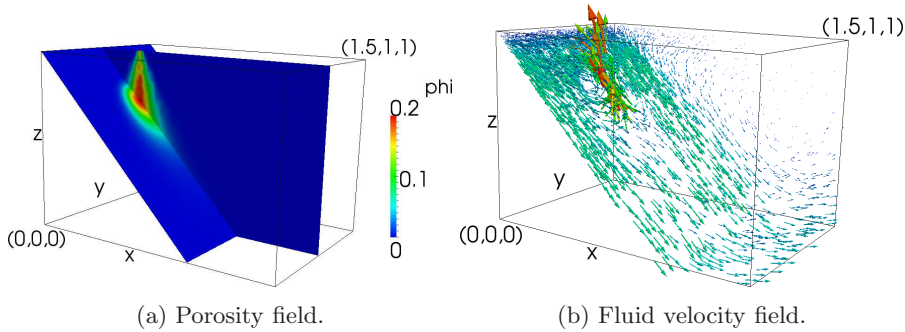 (1.5,1,1)
phi
0.2
z
0.1
y
(0,0,0)
x
0
(1.5,1,1)
z
y
(0,0,0)
x
(a) Porosity field.
(b) Fluid velocity field.